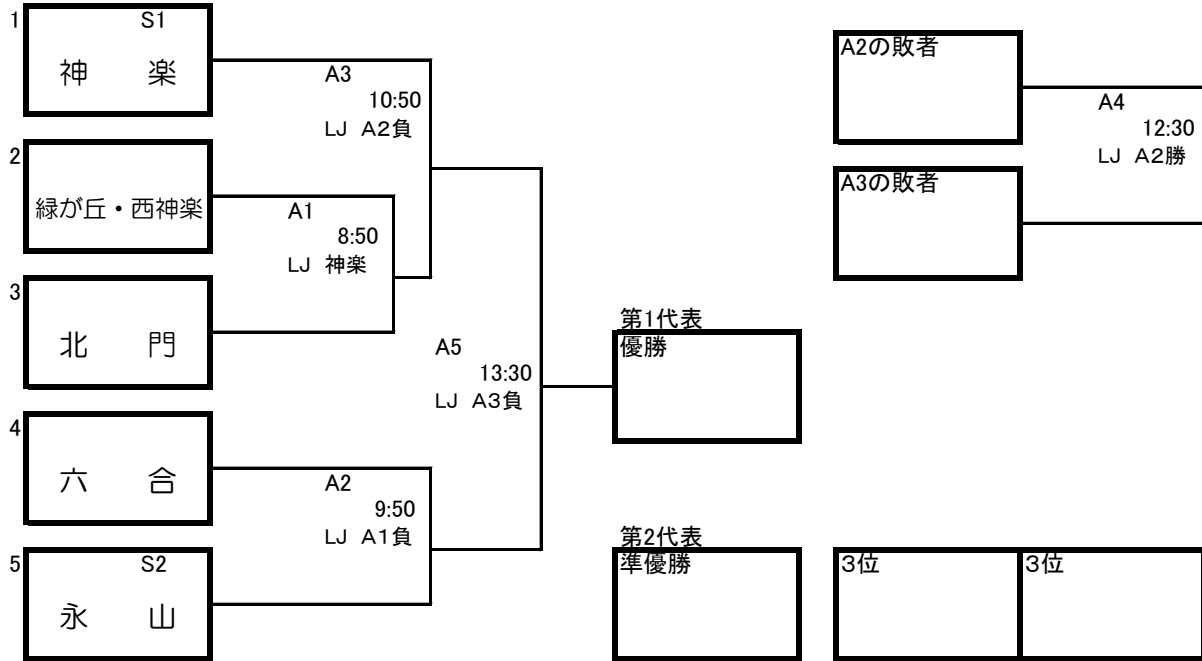 1
S1
神　楽
A3
10:50
LJ A2負
2
緑が丘・西神楽
A1
8:50
LJ 神楽
3
北　門
A5
13:30
LJ A3負
4
六　合
A2
9:50
LJ A1負
5
S2
永　山
第1代表
優勝
第2代表
準優勝
A2の敗者
A4
12:30
LJ A2勝
A3の敗者
3位
3位